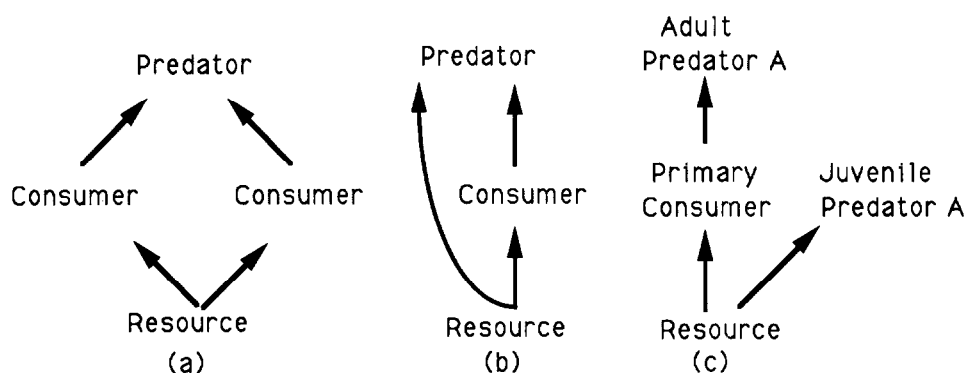 Predator
Consumer Consumer
Resource
(a)
Predator
Consumer
Resource
(b)
Adult
Predator A
Primary
Consumer
Juvenile
Predator A
Resource
(c)